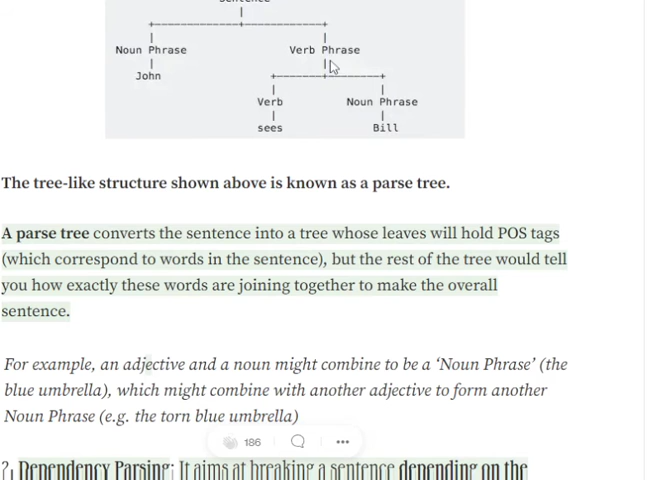 Sentence
Noun Phrase Verb Phrase
John
Verb Noun Phrase
sees Bill
The tree-like structure shown above is known as a parse tree.
A parse tree converts the sentence into a tree whose leaves will hold POS tags
(which correspond to words in the sentence), but the rest of the tree would tell
you how exactly these words are joining together to make the overall
sentence.
For example, an adjective and a noun might combine to be a ‘Noun Phrase’ (the
blue umbrella), which might combine with another adjective to form another
Noun Phrase (e.g. the torn blue umbrella)
186
Dependency Parsing: It aims at breaking a sentence depending on the